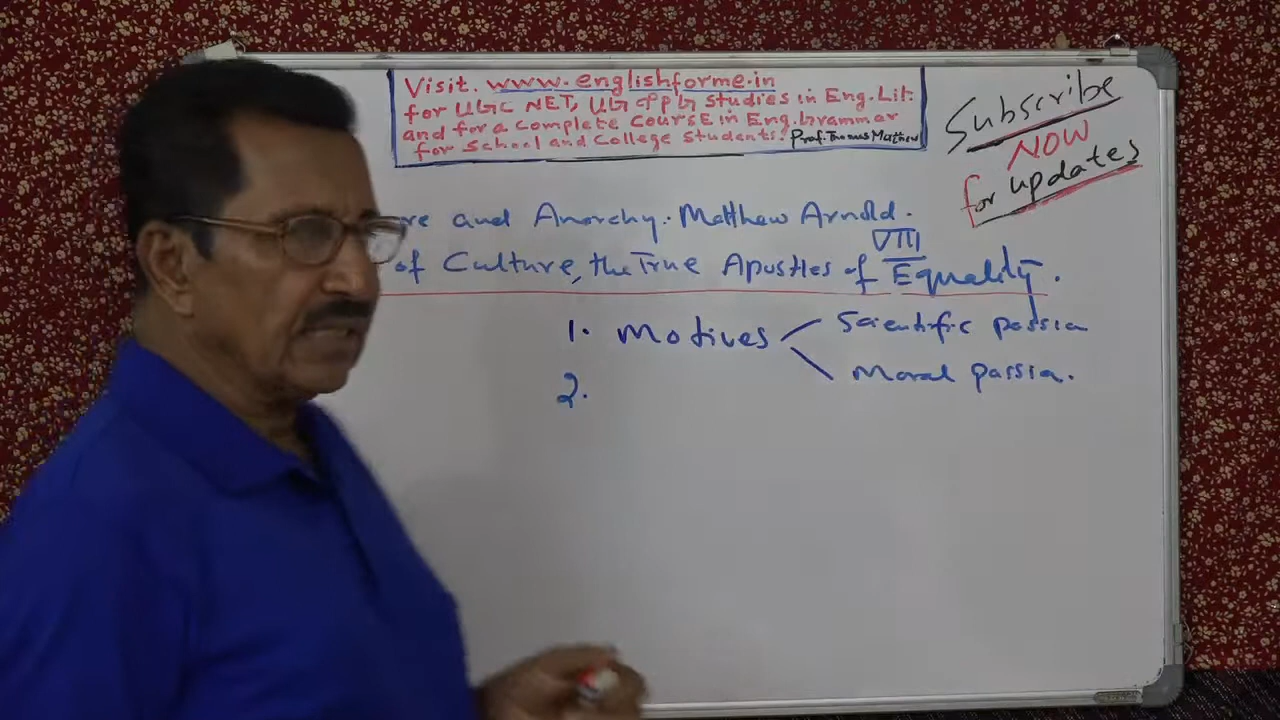 Visit. www.englishforme.in
for UGC NET, UG & PG Studies in Eng. Lit:
and for a Complete CoursE in Eng. Grammar
for School and College Students. Prof. Thomas Mathew
Subscribe
NOW
for updates
re and Anarchy. Matthew Arnold.
VIII
of Culture, the True Apostles of Equality.
1. Motives
Scientific passion
Moral passion.
2.